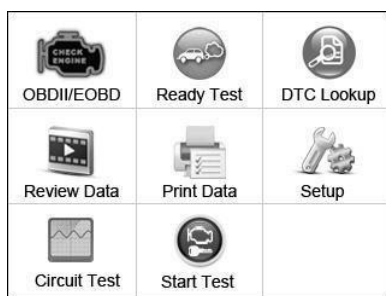 CHECK
ENGINE
OBDII/EOBD
Ready Test
DTC Lookup
Review Data
Print Data
Setup
Circuit Test
Start Test